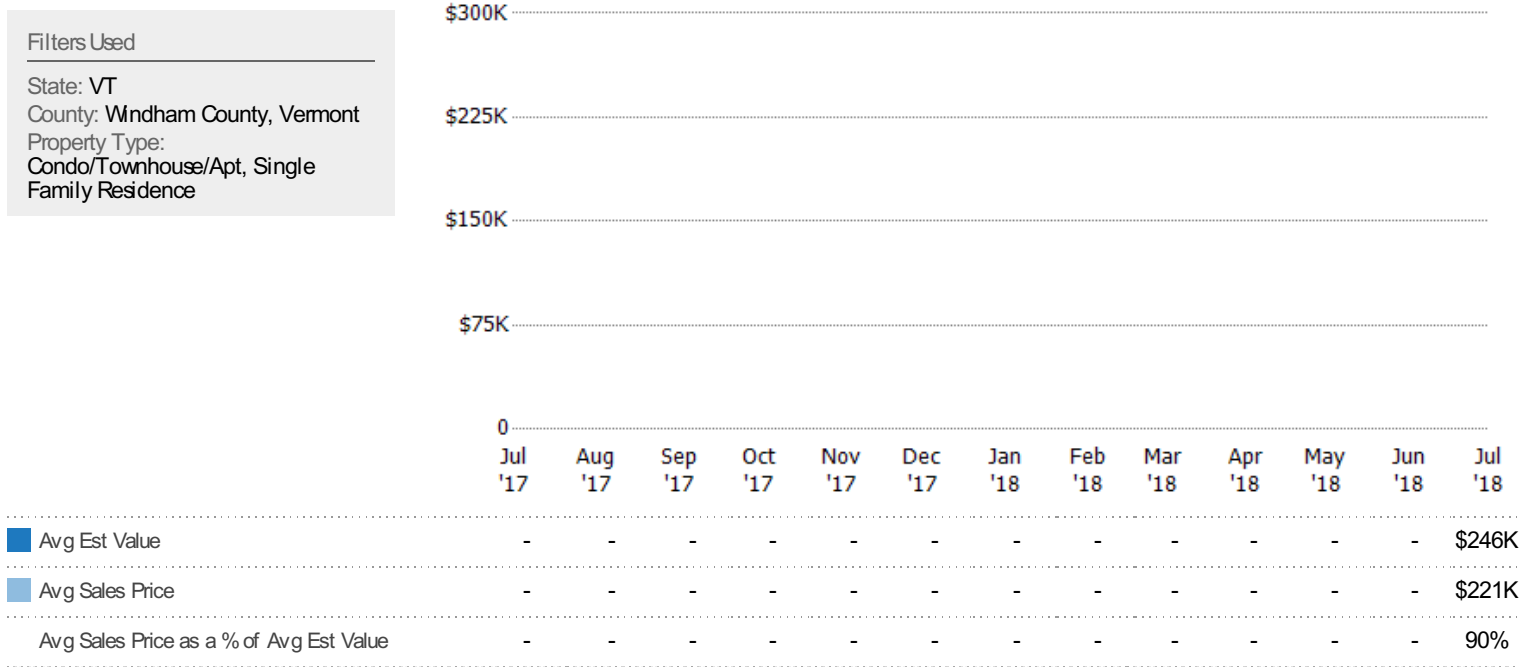 Filters Used
State: VT
County: Windham County, Vermont
Property Type:
Condo/Townhouse/Apt, Single
Family Residence
$300K
$225K
$150K
$75K
0
Jul Aug Sep Oct Nov Dec Jan Feb Mar Apr May Jun Jul
'17 '17 '17 '17 '17 '17 '18 '18 '18 '18 '18 '18 '18
Avg Est Value - - - - - - - - - - - - $246K
Avg Sales Price - - - - - - - - - - - - $221K
Avg Sales Price as a % of Avg Est Value - - - - - - - - - - - - 90%